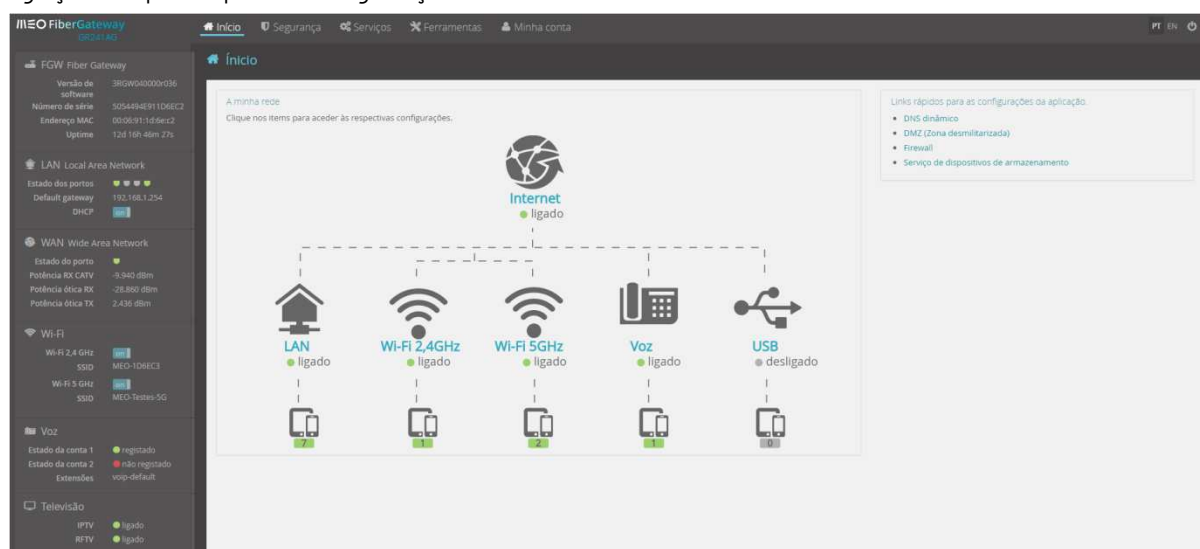 MEO FiberGateway
GR241AG
Início
Segurança
Serviços
Ferramentas
Minha conta
PT EN
FGW Fiber Gateway
Versão de software 3RGW040000r036
Número de série 5054494E911D6EC2
Endereço MAC 00:06:91:1d:6e:c2
Uptime 12d 16h 46m 27s
LAN Local Area Network
Estado dos portos
Default gateway 192.168.1.254
DHCP on
WAN Wide Area Network
Estado do porto
Potência RX CATV -9.940 dBm
Potência ótica RX -28.860 dBm
Potência ótica TX 2.436 dBm
Wi-Fi
Wi-Fi 2,4 GHz on
SSID MEO-1D6EC3
Wi-Fi 5 GHz on
SSID MEO-Testes-5G
Voz
Estado da conta 1 registado
Estado da conta 2 não registado
Extensões voip-default
Televisão
IPTV ligado
RFTV ligado
Ínicio
A minha rede
Clique nos items para aceder às respectivas configurações.
Internet
ligado
LAN
ligado
7
Wi-Fi 2,4GHz
ligado
1
Wi-Fi 5GHz
ligado
2
Voz
ligado
1
USB
desligado
0
Links rápidos para as configurações da aplicação.
DNS dinâmico
DMZ (Zona desmilitarizada)
Firewall
Serviço de dispositivos de armazenamento